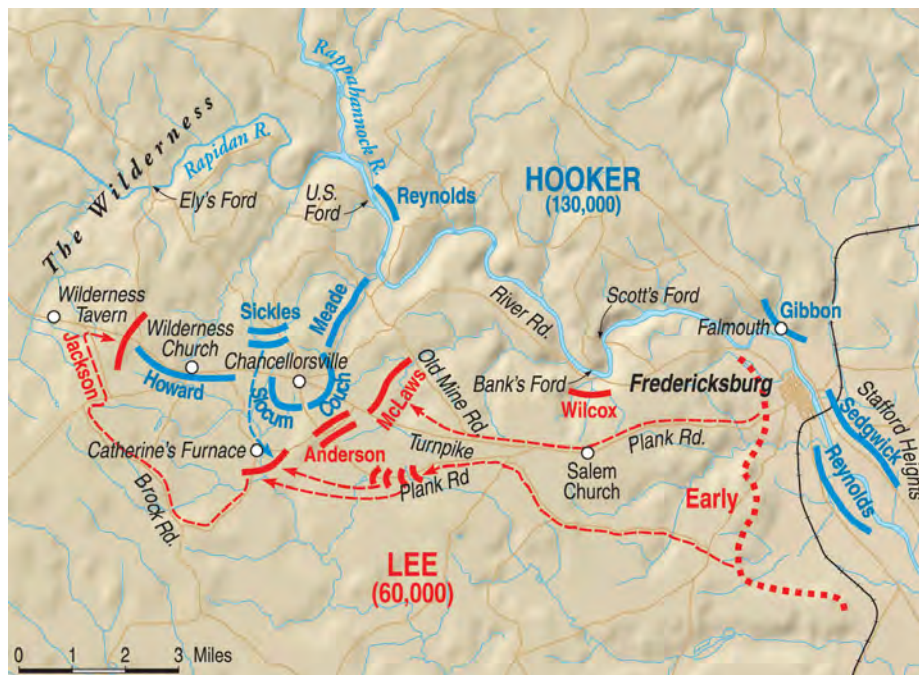 Rappahannock R.
The Wilderness
Rapidan R.
Ely's Ford
U.S.
Ford
Reynolds
HOOKER
(130,000)
Wilderness
Tavern
Jackson
Wilderness
Church
Howard
Sickles
Meade
Chancellorsville
Slocum
Couch
River Rd.
Scott's Ford
Falmouth
Gibbon
Bank's Ford
Wilcox
Fredericksburg
Old Mine Rd
McLaws
Anderson
Turnpike
Plank Rd.
Catherine's Furnace
Salem
Church
Plank Rd
Brock Rd.
Early
Sedgwick
Stafford Heights
Reynolds
LEE
(60,000)
0 1 2 3 Miles